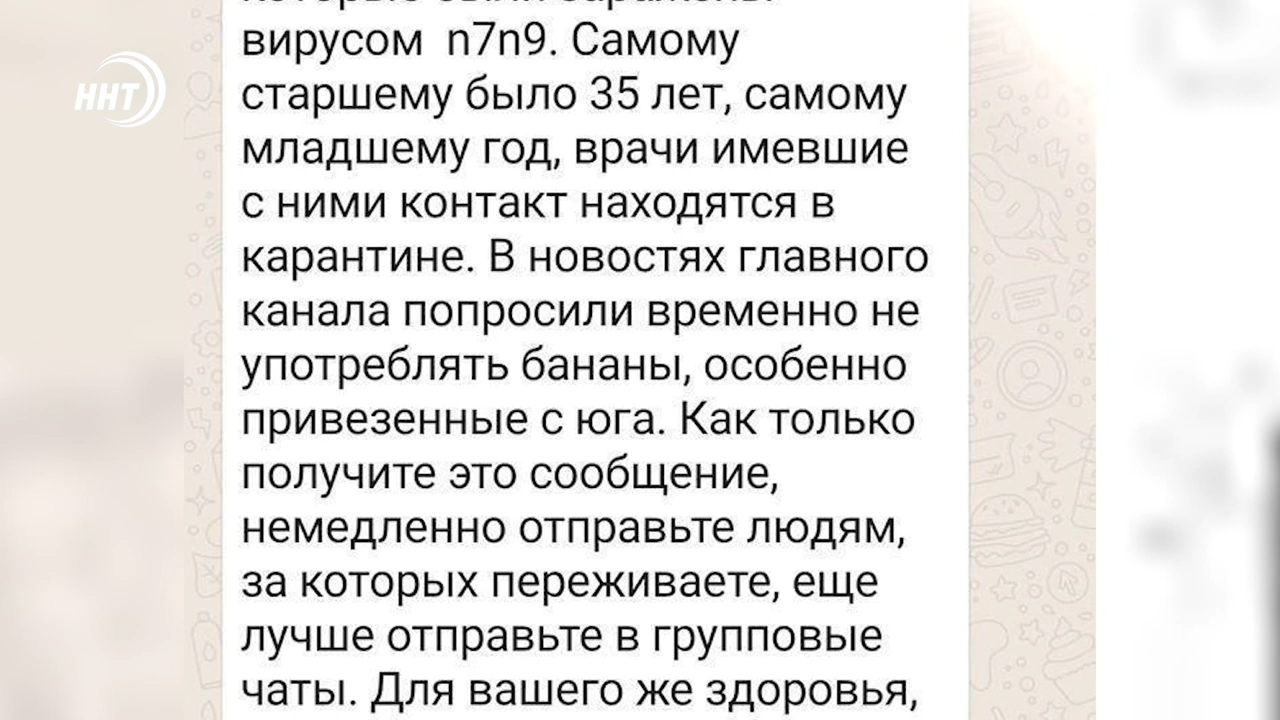 ННТ
вирусом n7n9. Самому
старшему было 35 лет, самому
младшему год, врачи имевшие
с ними контакт находятся в
карантине. В новостях главного
канала попросили временно не
употреблять бананы, особенно
привезенные с юга. Как только
получите это сообщение,
немедленно отправьте людям,
за которых переживаете, еще
лучше отправьте в групповые
чаты. Для вашего же здоровья,